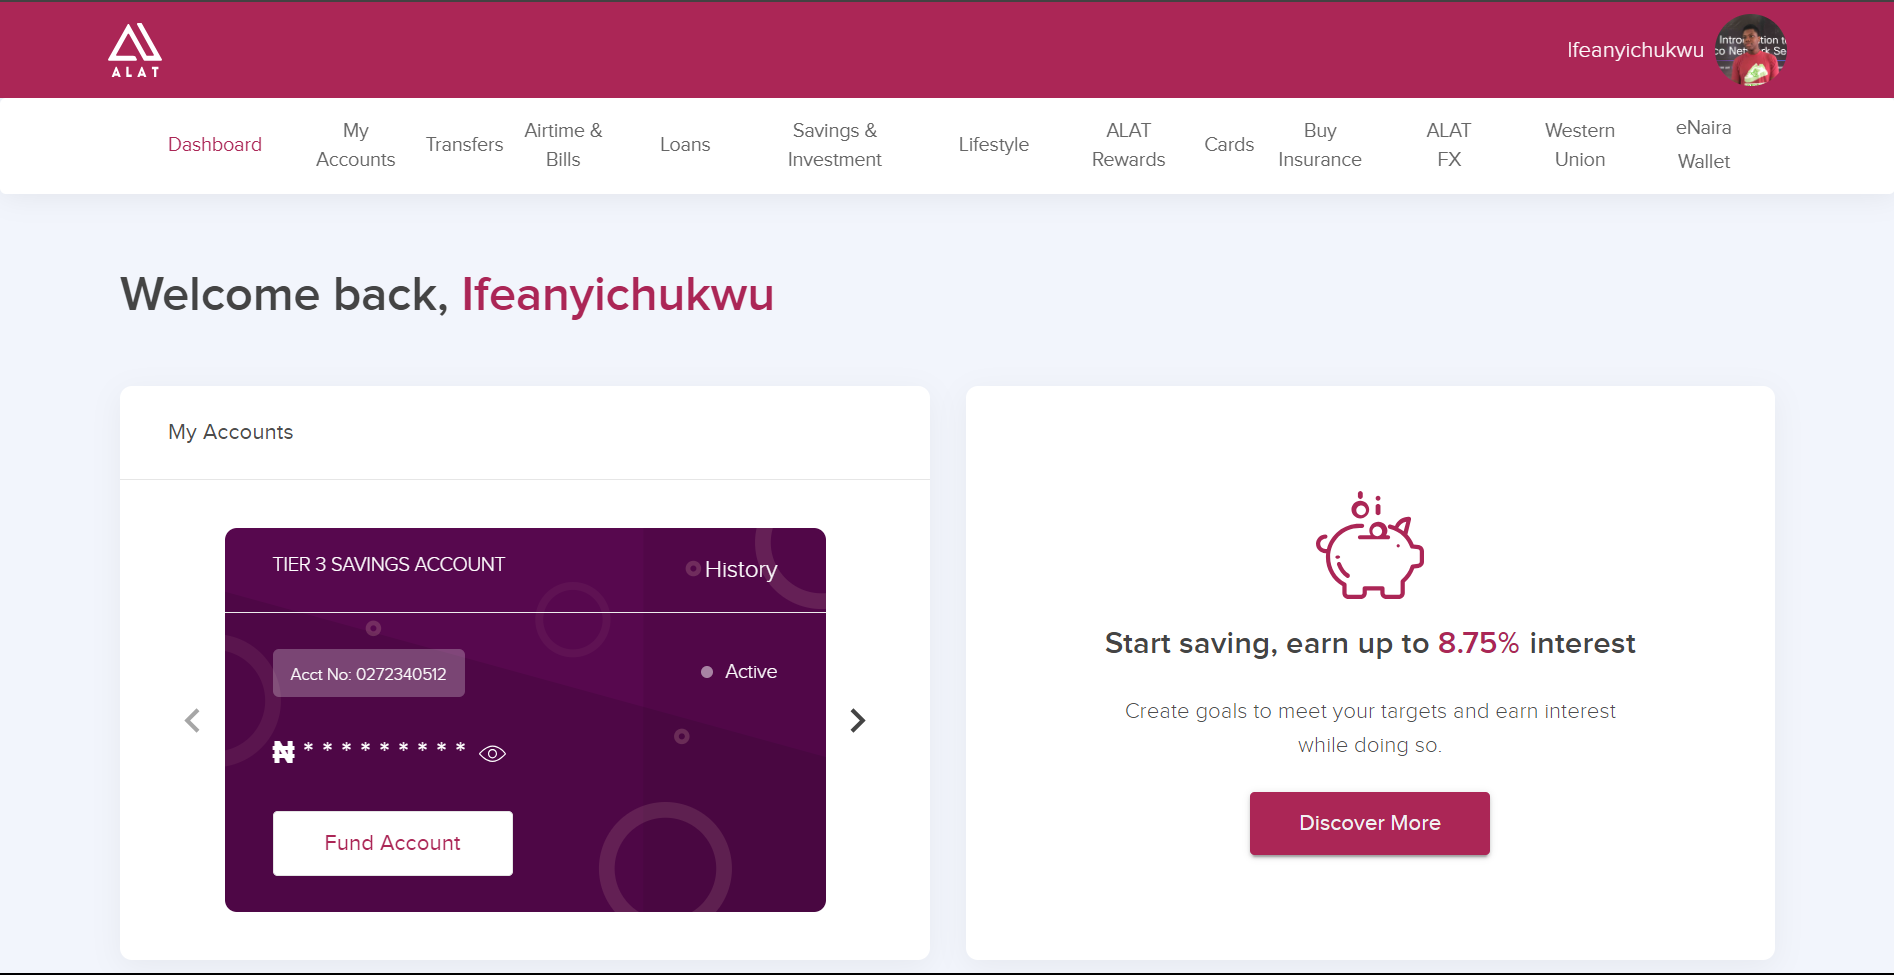 ALAT
Ifeanyichukwu
Dashboard
My
Accounts
Transfers
Airtime &
Bills
Loans
Savings &
Investment
Lifestyle
ALAT
Rewards
Cards
Buy
Insurance
ALAT
FX
Western
Union
eNaira
Wallet
Welcome back, Ifeanyichukwu
My Accounts
TIER 3 SAVINGS ACCOUNT
History
Acct No: 0272340512
Active
₦ * * * * * * * * *
Fund Account
Start saving, earn up to 8.75% interest
Create goals to meet your targets and earn interest
while doing so.
Discover More